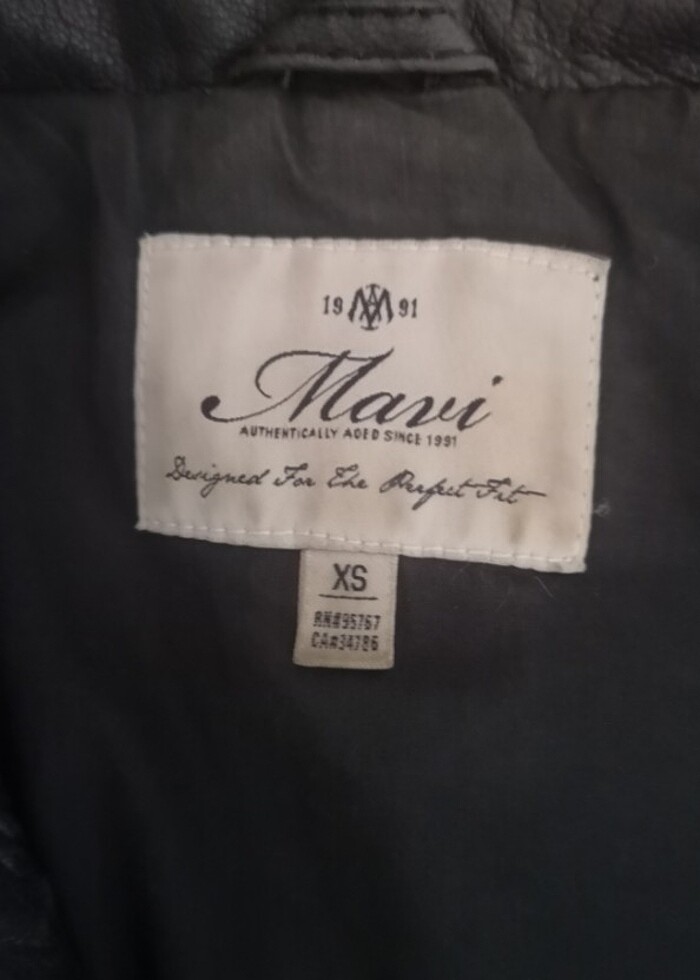 19 91
Mavi
AUTHENTICALLY AGED SINCE 1991
Designed For The Perfect Fit
XS
RN#95767
CA#34786